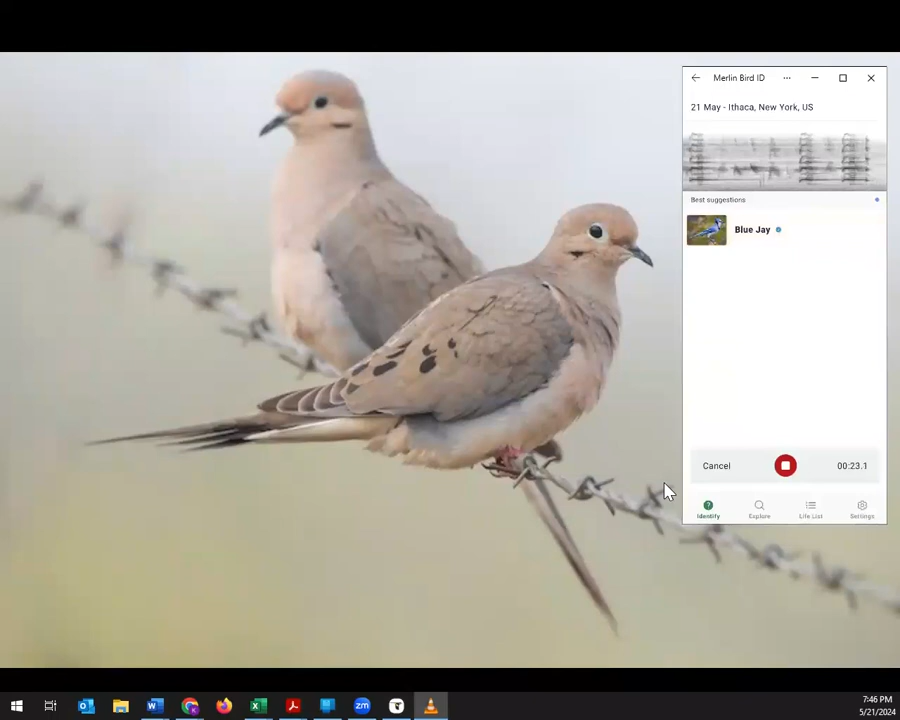 Merlin Bird ID
21 May - Ithaca, New York, US
Best suggestions
Blue Jay
Cancel
00:23.1
Identify
Explore
Life List
Settings
zm
7:46 PM
5/21/2024